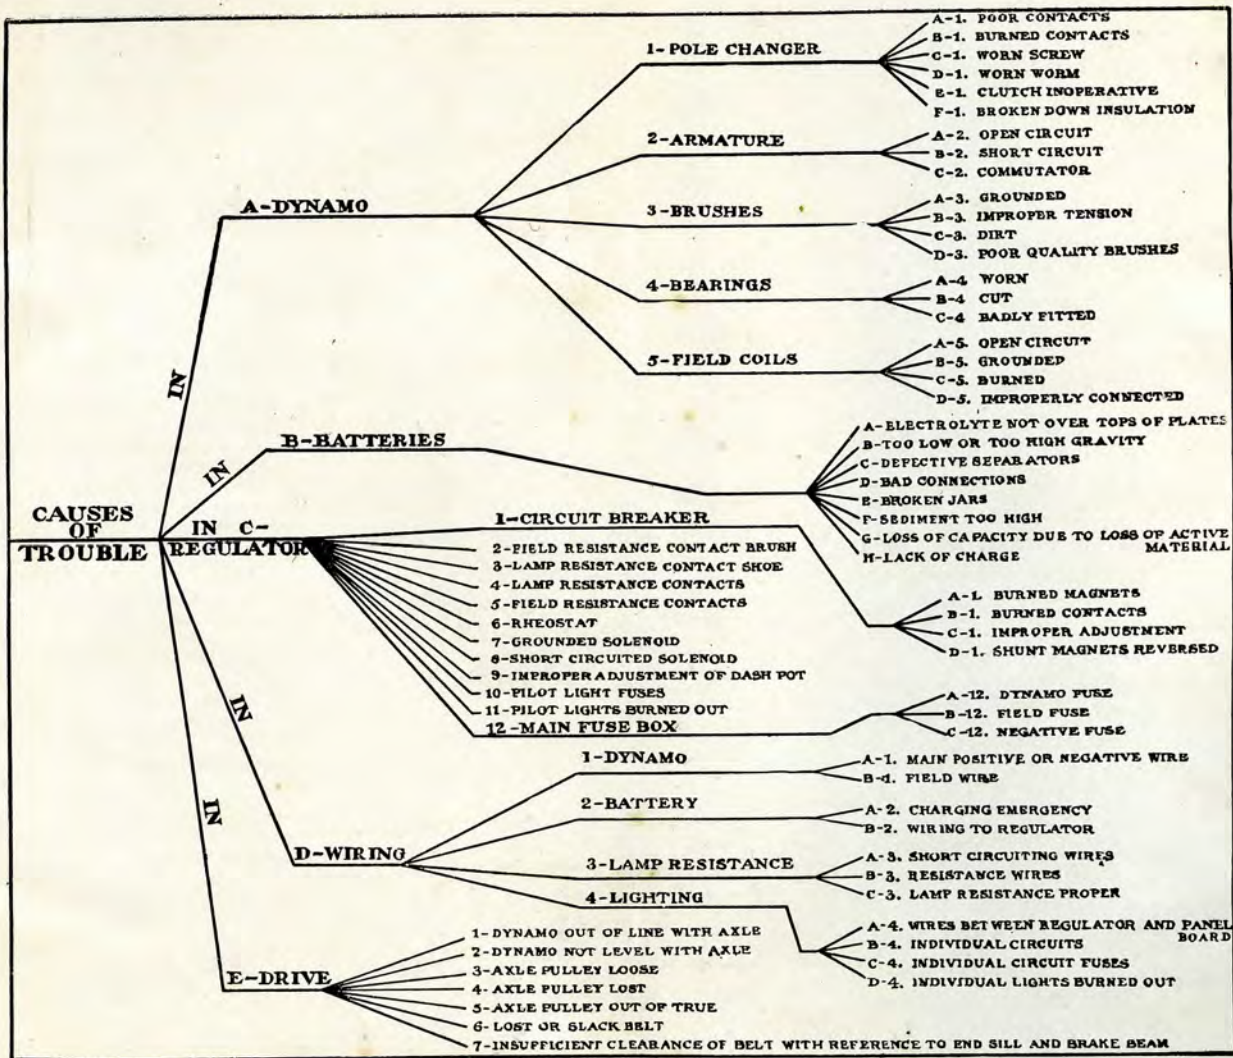 CAUSES
OF
TROUBLE
IN
A-DYNAMO
1-POLE CHANGER
A-1. POOR CONTACTS
B-1. BURNED CONTACTS
C-1. WORN SCREW
D-1. WORN WORM
E-1. CLUTCH INOPERATIVE
F-1. BROKEN DOWN INSULATION
2-ARMATURE
A-2. OPEN CIRCUIT
B-2. SHORT CIRCUIT
C-2. COMMUTATOR
3-BRUSHES
A-3. GROUNDED
B-3. IMPROPER TENSION
C-3. DIRT
D-3. POOR QUALITY BRUSHES
4-BEARINGS
A-4 WORN
B-4 CUT
C-4 BADLY FITTED
5-FIELD COILS
A-5. OPEN CIRCUIT
B-5. GROUNDED
C-5. BURNED
D-5. IMPROPERLY CONNECTED
IN
B-BATTERIES
A-ELECTROLYTE NOT OVER TOPS OF PLATES
B-TOO LOW OR TOO HIGH GRAVITY
C-DEFECTIVE SEPARATORS
D-BAD CONNECTIONS
E-BROKEN JARS
F-SEDIMENT TOO HIGH
G-LOSS OF CAPACITY DUE TO LOSS OF ACTIVE
MATERIAL
H-LACK OF CHARGE
IN C-
REGULATOR
1-CIRCUIT BREAKER
A-1. BURNED MAGNETS
B-1. BURNED CONTACTS
C-1. IMPROPER ADJUSTMENT
D-1. SHUNT MAGNETS REVERSED
2-FIELD RESISTANCE CONTACT BRUSH
3-LAMP RESISTANCE CONTACT SHOE
4-LAMP RESISTANCE CONTACTS
5-FIELD RESISTANCE CONTACTS
6-RHEOSTAT
7-GROUNDED SOLENOID
8-SHORT CIRCUITED SOLENOID
9-IMPROPER ADJUSTMENT OF DASH POT
10-PILOT LIGHT FUSES
11-PILOT LIGHTS BURNED OUT
12-MAIN FUSE BOX
A-12. DYNAMO FUSE
B-12. FIELD FUSE
C-12. NEGATIVE FUSE
IN
D-WIRING
1-DYNAMO
A-1. MAIN POSITIVE OR NEGATIVE WIRE
B-1. FIELD WIRE
2-BATTERY
A-2. CHARGING EMERGENCY
B-2. WIRING TO REGULATOR
3-LAMP RESISTANCE
A-3. SHORT CIRCUITING WIRES
B-3. RESISTANCE WIRES
C-3. LAMP RESISTANCE PROPER
4-LIGHTING
A-4. WIRES BETWEEN REGULATOR AND PANEL
BOARD
B-4. INDIVIDUAL CIRCUITS
C-4. INDIVIDUAL CIRCUIT FUSES
D-4. INDIVIDUAL LIGHTS BURNED OUT
IN
E-DRIVE
1-DYNAMO OUT OF LINE WITH AXLE
2-DYNAMO NOT LEVEL WITH AXLE
3-AXLE PULLEY LOOSE
4-AXLE PULLEY LOST
5-AXLE PULLEY OUT OF TRUE
6-LOST OR SLACK BELT
7-INSUFFICIENT CLEARANCE OF BELT WITH REFERENCE TO END SILL AND BRAKE BEAM